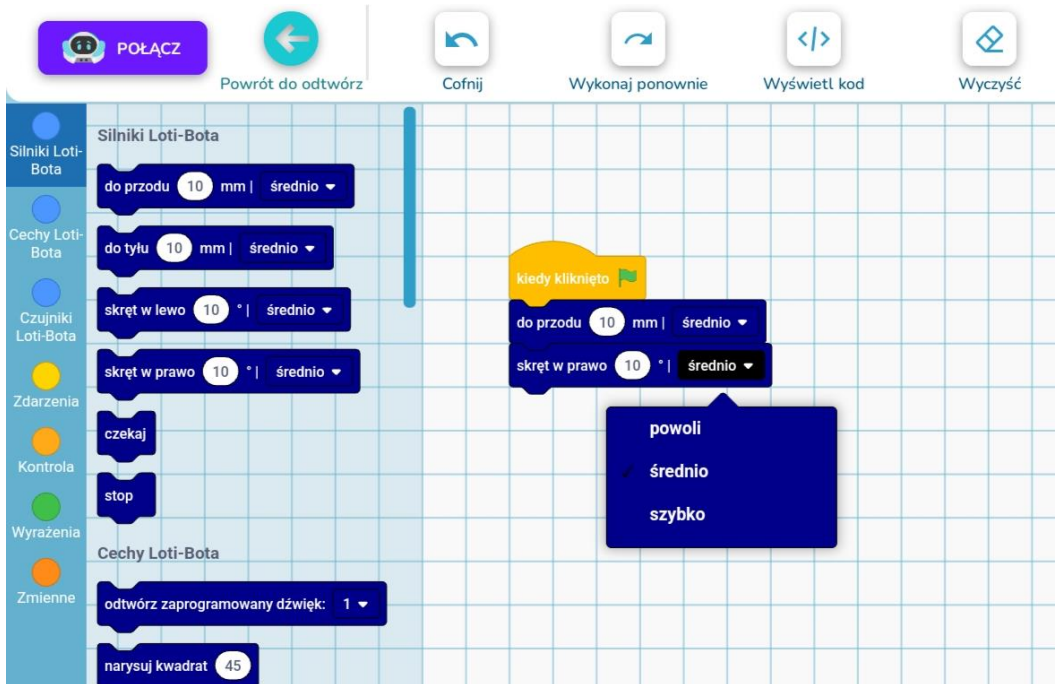 POŁĄCZ
Powrót do odtwórz
Cofnij
Wykonaj ponownie
Wyświetl kod
Wyczyść
Silniki Loti-
Bota
Cechy Loti-
Bota
Czujniki
Loti-Bota
Zdarzenia
Kontrola
Wyrażenia
Zmienne
Silniki Loti-Bota
do przodu 10 mm | średnio
do tyłu 10 mm | średnio
skręt w lewo 10 ° | średnio
skręt w prawo 10 ° | średnio
czekaj
stop
Cechy Loti-Bota
odtwórz zaprogramowany dźwięk: 1
narysuj kwadrat 45
kiedy kliknięto
do przodu 10 mm | średnio
skręt w prawo 10 ° | średnio
powoli
✓ średnio
szybko